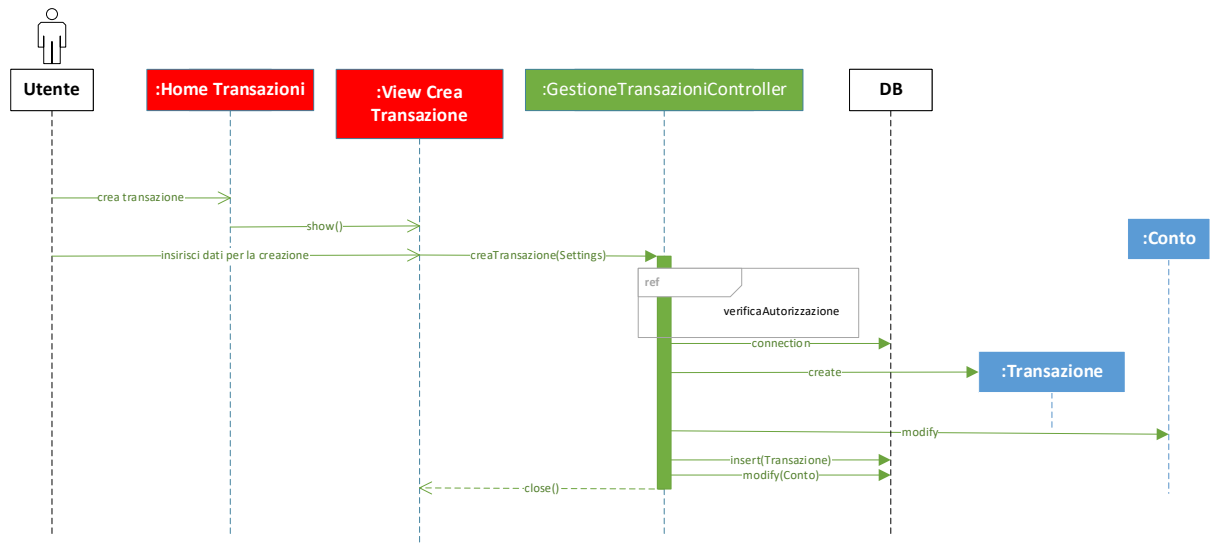 Utente
:Home Transazioni
:View Crea
Transazione
:GestioneTransazioniController
DB
crea transazione
show()
:Conto
insirisci dati per la creazione
creaTransazione(Settings)
ref
verificaAutorizzazione
connection
create
:Transazione
modify
insert(Transazione)
modify(Conto)
close()